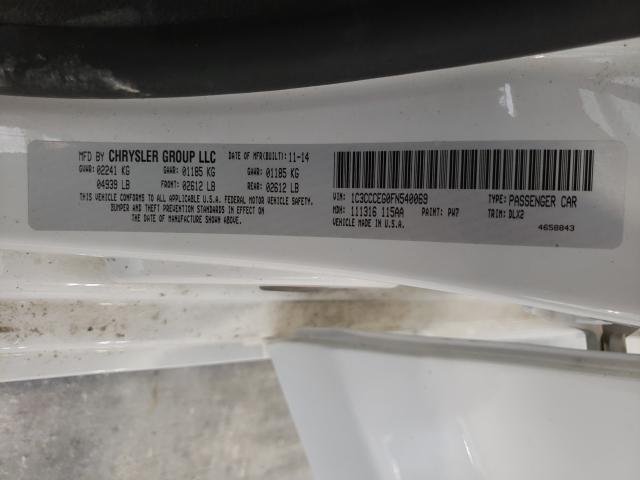 MFD BY CHRYSLER GROUP LLC DATE OF MFR(BUILT): 11-14
GVWR: 02241 KG GAWR: 01185 KG GAWR: 01185 KG
04939 LB FRONT: 02612 LB REAR: 02612 LB
THIS VEHICLE CONFORMS TO ALL APPLICABLE U.S.A. FEDERAL MOTOR VEHICLE SAFETY,
BUMPER AND THEFT PREVENTION STANDARDS IN EFFECT ON
THE DATE OF MANUFACTURE SHOWN ABOVE.
VIN: 1C3CCCEG0FN540069 TYPE: PASSENGER CAR
MDH: 111316 115AA PAINT: PW7 TRIM: DLX2
VEHICLE MADE IN U.S.A.
4658843